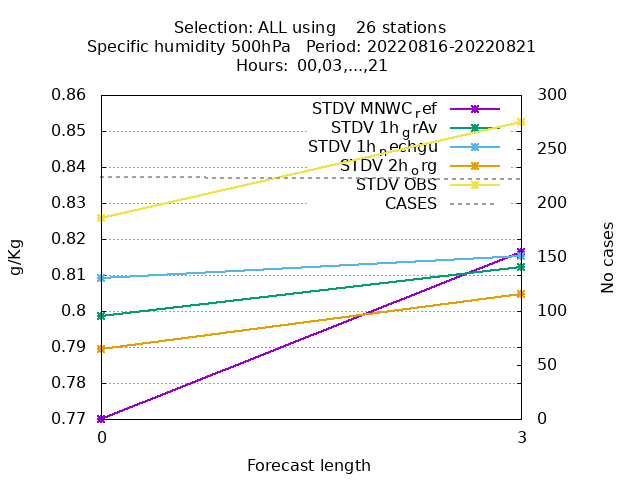 Selection: ALL using 26 stations
Specific humidity 500hPa Period: 20220816-20220821
Hours: 00,03,...,21
0.86
0.85
0.84
0.83
0.82
0.81
0.8
0.79
0.78
0.77
g/Kg
STDV MNWC_ref
STDV 1h_grAv
STDV 1h_nechgu
STDV 2h_org
STDV OBS
CASES
300
250
200
150
100
50
0
No cases
0 3
Forecast length